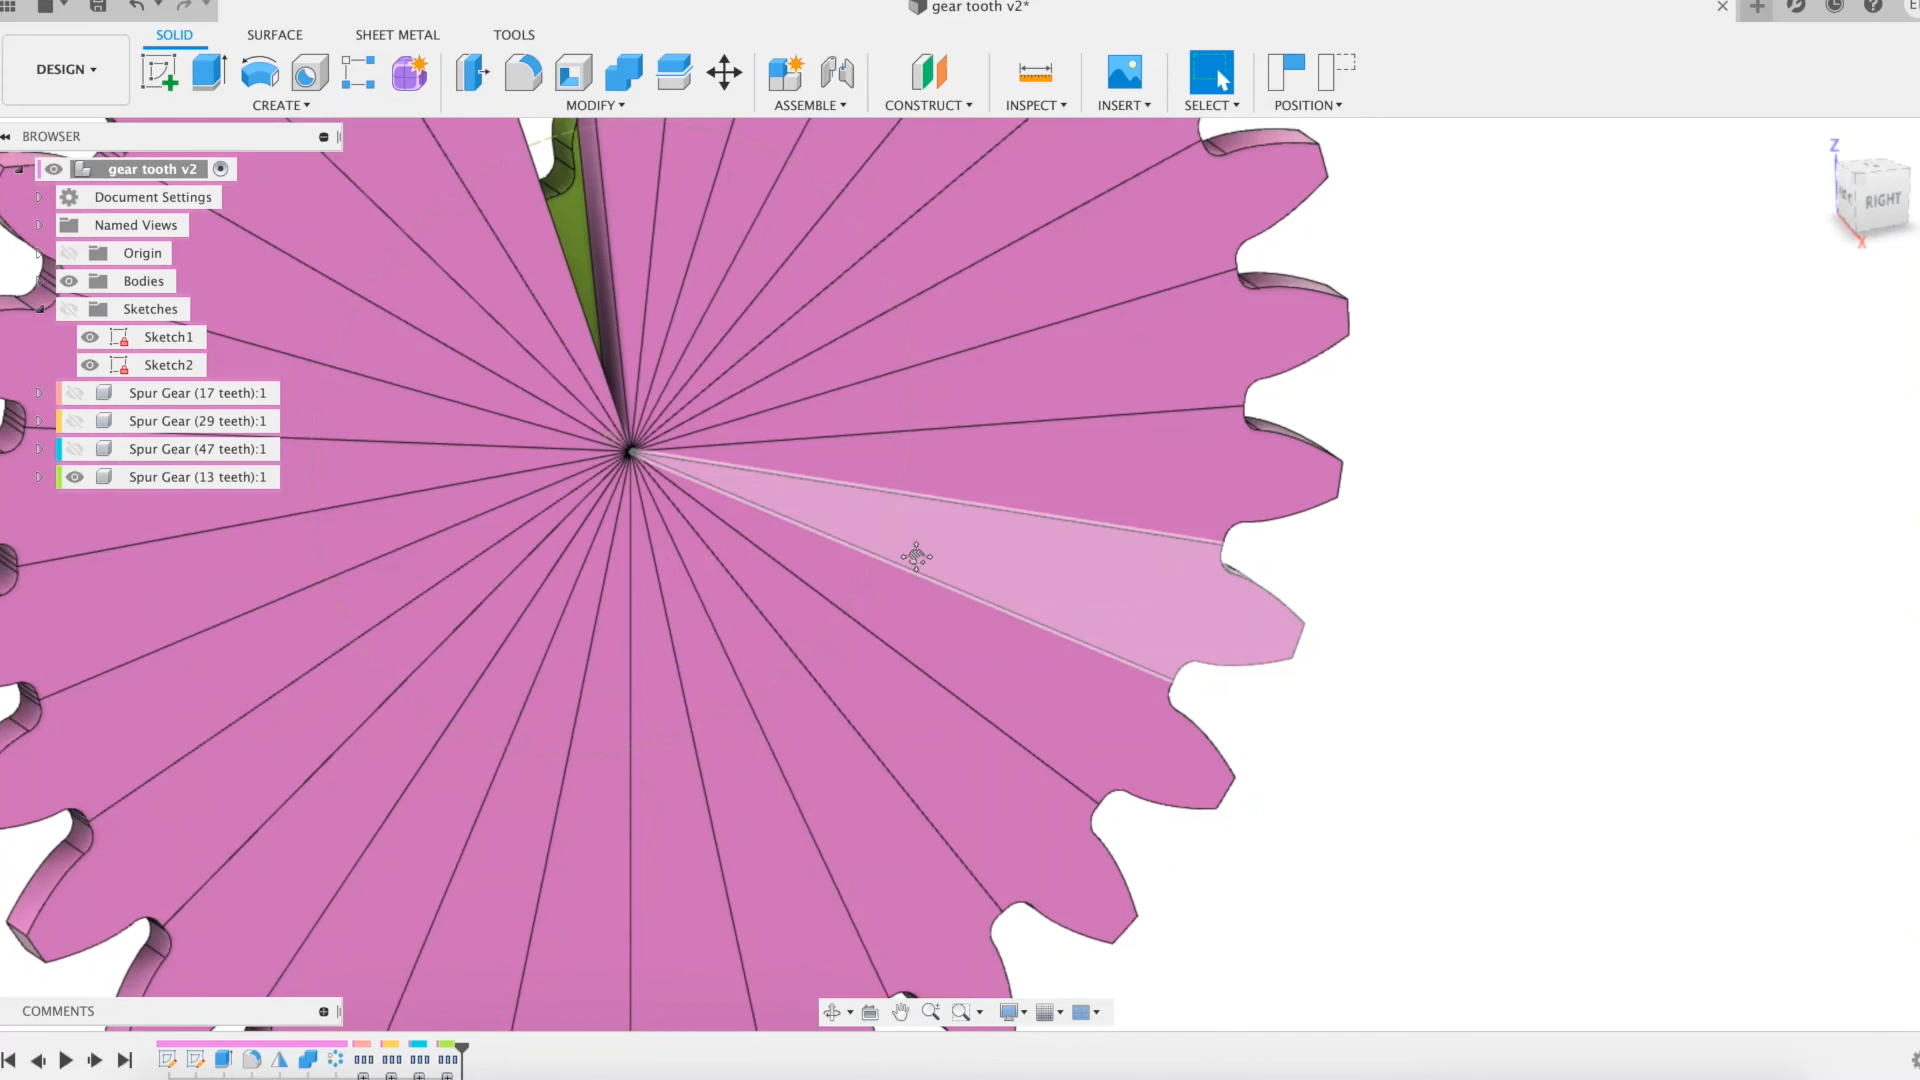 gear tooth v2*
SOLID SURFACE SHEET METAL TOOLS
DESIGN
CREATE MODIFY ASSEMBLE CONSTRUCT INSPECT INSERT SELECT POSITION
BROWSER
gear tooth v2
Document Settings
Named Views
Origin
Bodies
Sketches
Sketch1
Sketch2
Spur Gear (17 teeth):1
Spur Gear (29 teeth):1
Spur Gear (47 teeth):1
Spur Gear (13 teeth):1
Z
RIGHT
X
COMMENTS